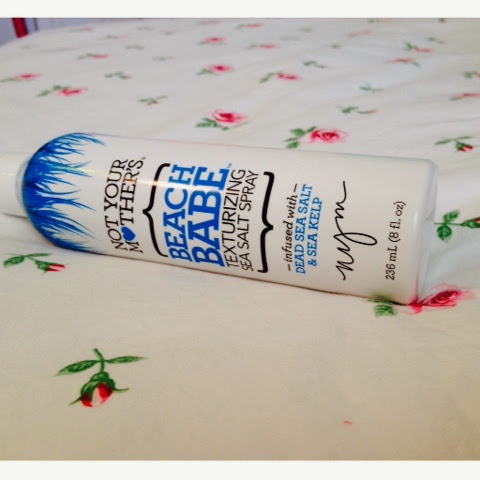 NOT YOUR
MOTHER'S®
BEACH
BABE™
TEXTURIZING
SEA SALT SPRAY
– infused with –
DEAD SEA SALT
& SEA KELP
nym
236 mL (8 fl. oz)